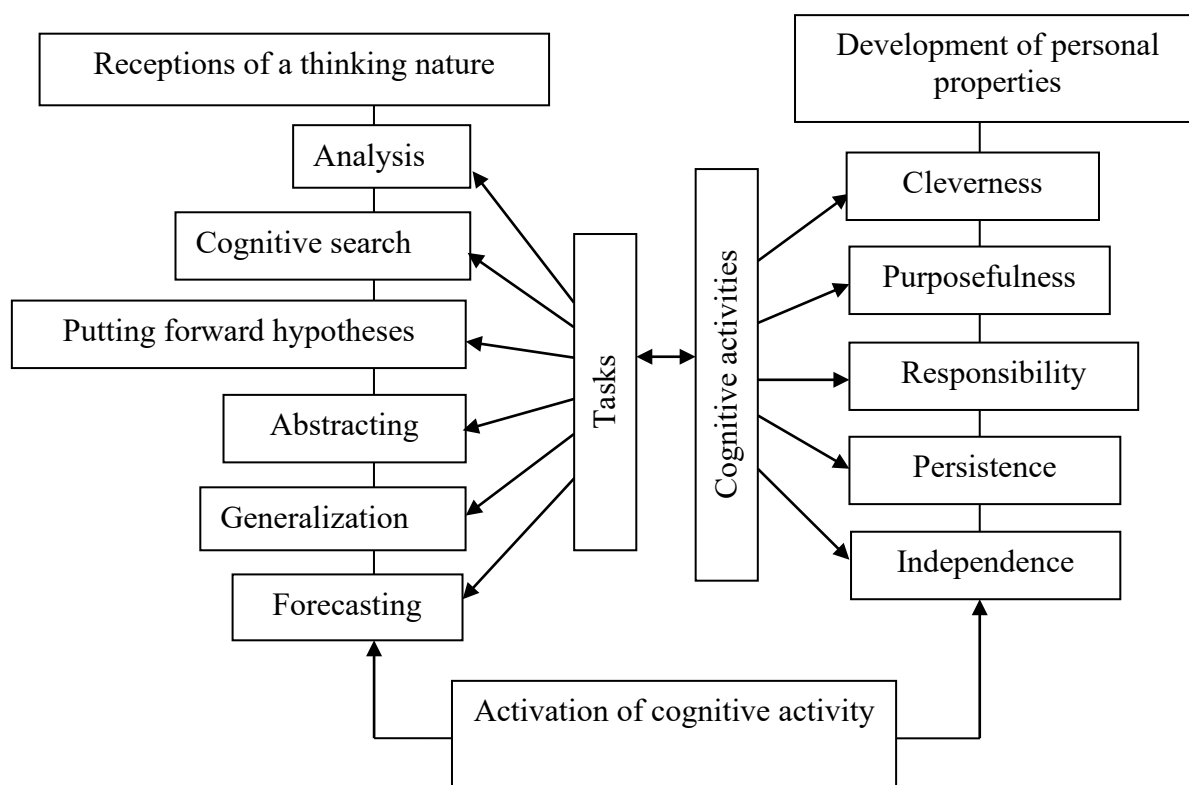 Receptions of a thinking nature
Analysis
Cognitive search
Putting forward hypotheses
Abstracting
Generalization
Forecasting
Tasks
Cognitive activities
Development of personal
properties
Cleverness
Purposefulness
Responsibility
Persistence
Independence
Activation of cognitive activity